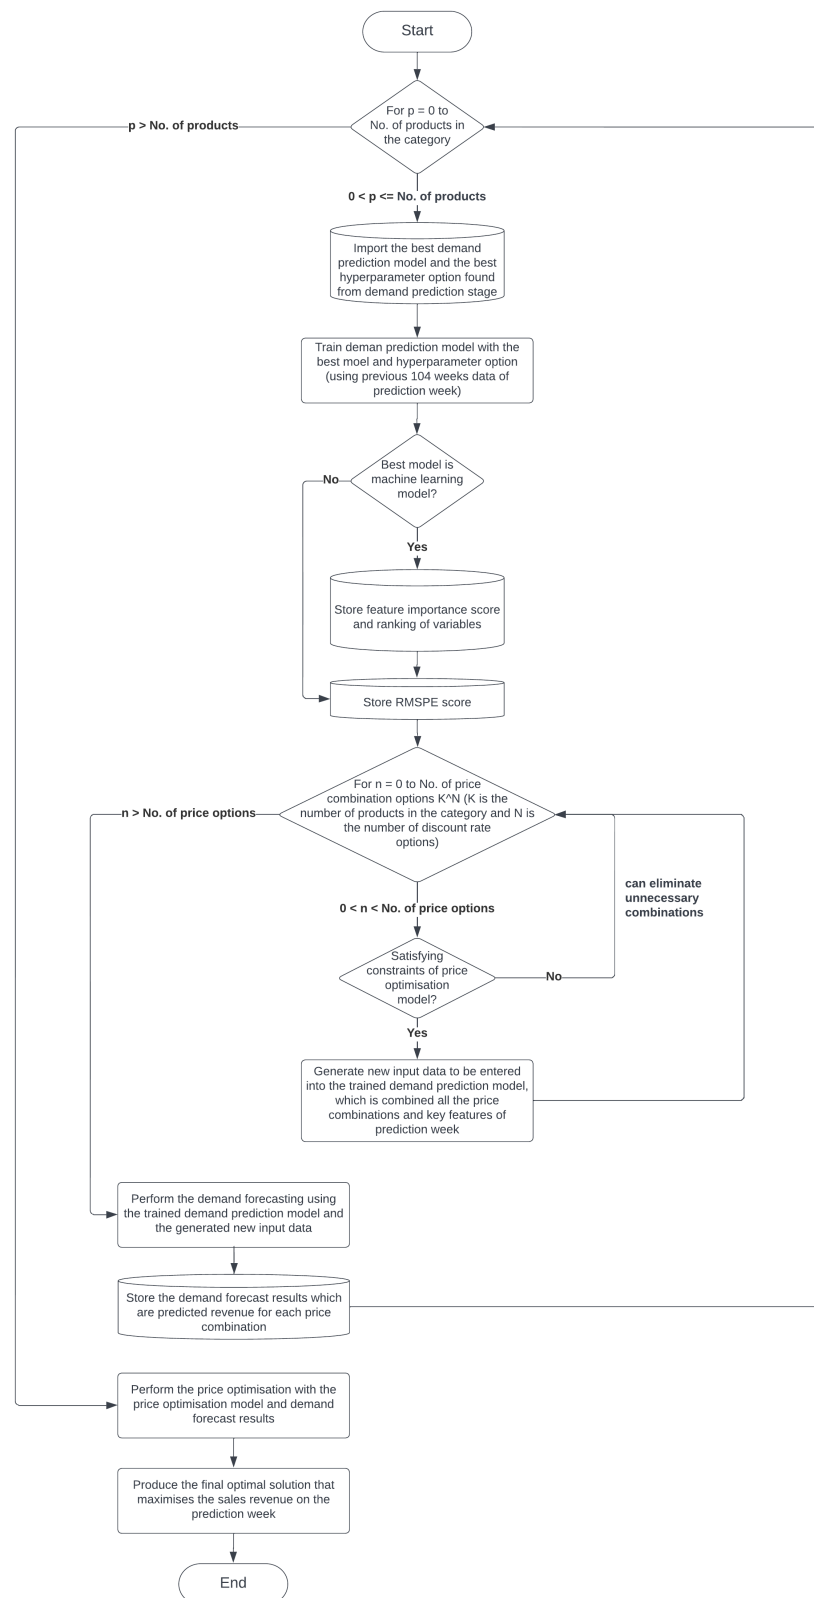 Start
For p = 0 to
No. of products in
the category
p > No. of products
0 < p <= No. of products
Import the best demand
prediction model and the best
hyperparameter option found
from demand prediction stage
Train deman prediction model with the
best moel and hyperparameter option
(using previous 104 weeks data of
prediction week)
Best model is
machine learning
model?
No
Yes
Store feature importance score
and ranking of variables
Store RMSPE score
For n = 0 to No. of price
combination options K^N (K is the
number of products in the category and N is
the number of discount rate
options)
n > No. of price options
can eliminate
unnecessary
combinations
0 < n < No. of price options
Satisfying
constraints of price
optimisation
model?
No
Yes
Generate new input data to be entered
into the trained demand prediction model,
which is combined all the price
combinations and key features of
prediction week
Perform the demand forecasting using
the trained demand prediction model and
the generated new input data
Store the demand forecast results which
are predicted revenue for each price
combination
Perform the price optimisation with the
price optimisation model and demand
forecast results
Produce the final optimal solution that
maximises the sales revenue on the
prediction week
End